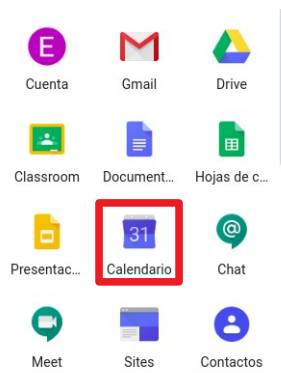 E
Cuenta Gmail Drive
Classroom Document... Hojas de c...
31
@
Presentac... Calendario Chat
Meet Sites Contactos